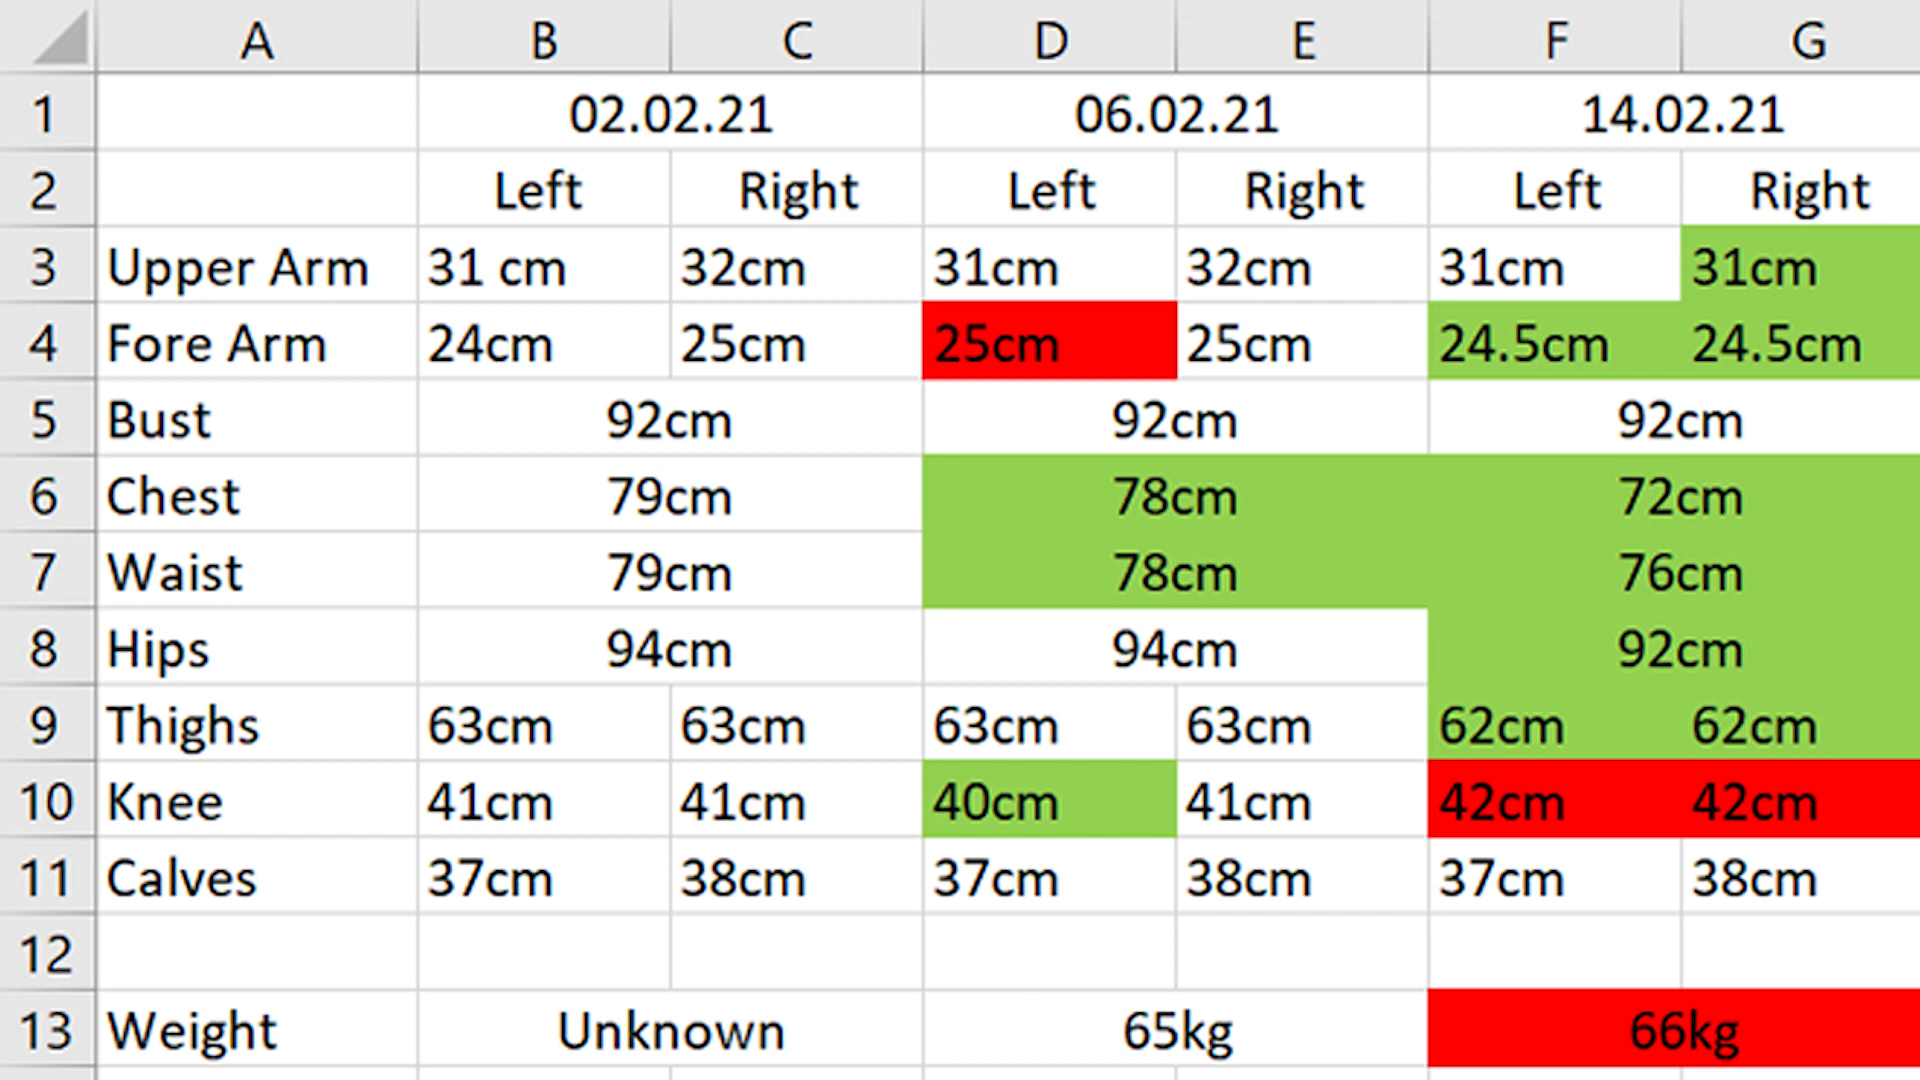 A B C D E F G
1 02.02.21 06.02.21 14.02.21
2 Left Right Left Right Left Right
3 Upper Arm 31 cm 32cm 31cm 32cm 31cm 31cm
4 Fore Arm 24cm 25cm 25cm 25cm 24.5cm 24.5cm
5 Bust 92cm 92cm 92cm
6 Chest 79cm 78cm 72cm
7 Waist 79cm 78cm 76cm
8 Hips 94cm 94cm 92cm
9 Thighs 63cm 63cm 63cm 63cm 62cm 62cm
10 Knee 41cm 41cm 40cm 41cm 42cm 42cm
11 Calves 37cm 38cm 37cm 38cm 37cm 38cm
12
13 Weight Unknown 65kg 66kg